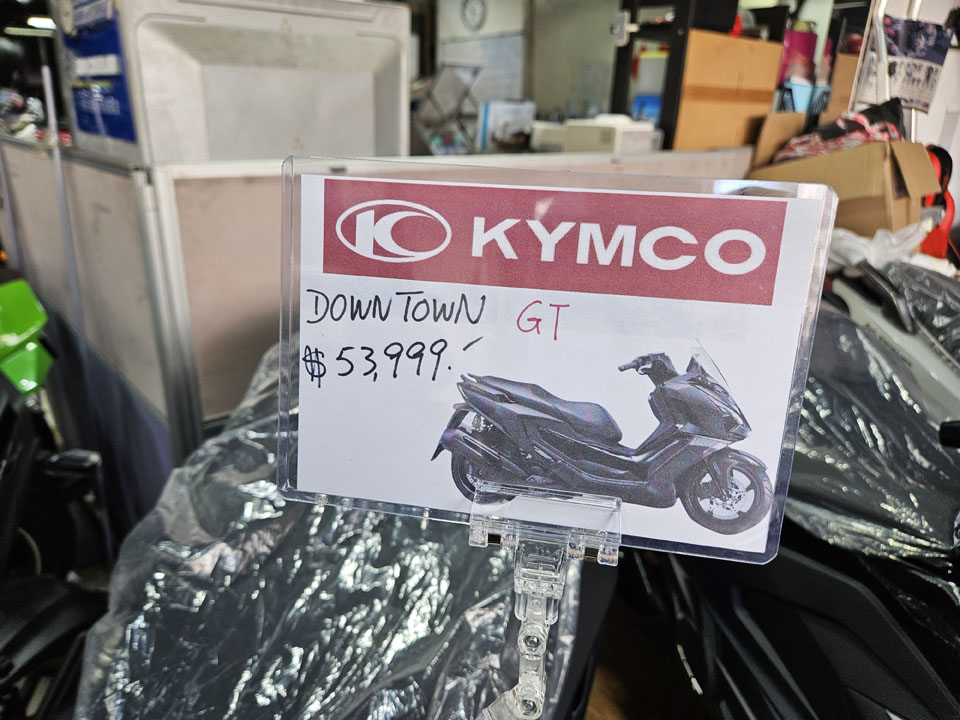 KYMCO
DOWNTOWN GT
$53,999.-